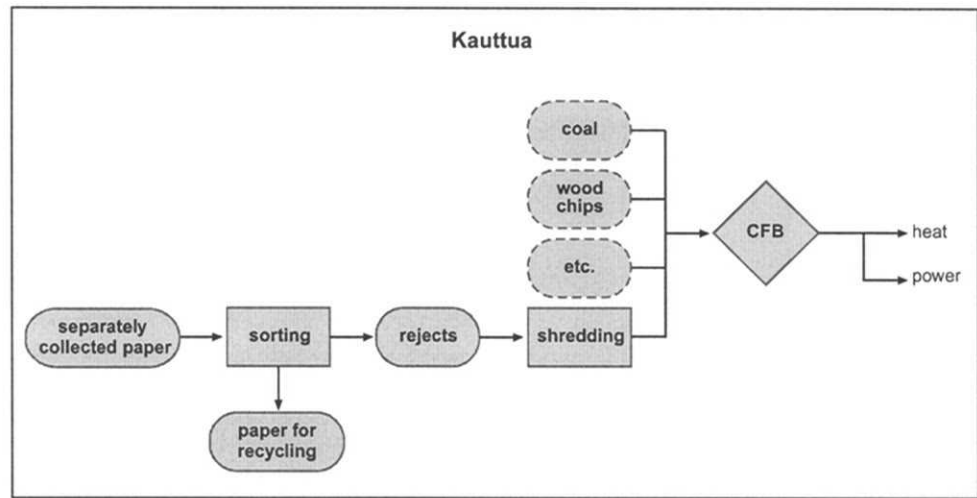 Kauttua
coal
wood
chips
etc.
CFB
heat
power
separately
collected paper
sorting
rejects
shredding
paper for
recycling